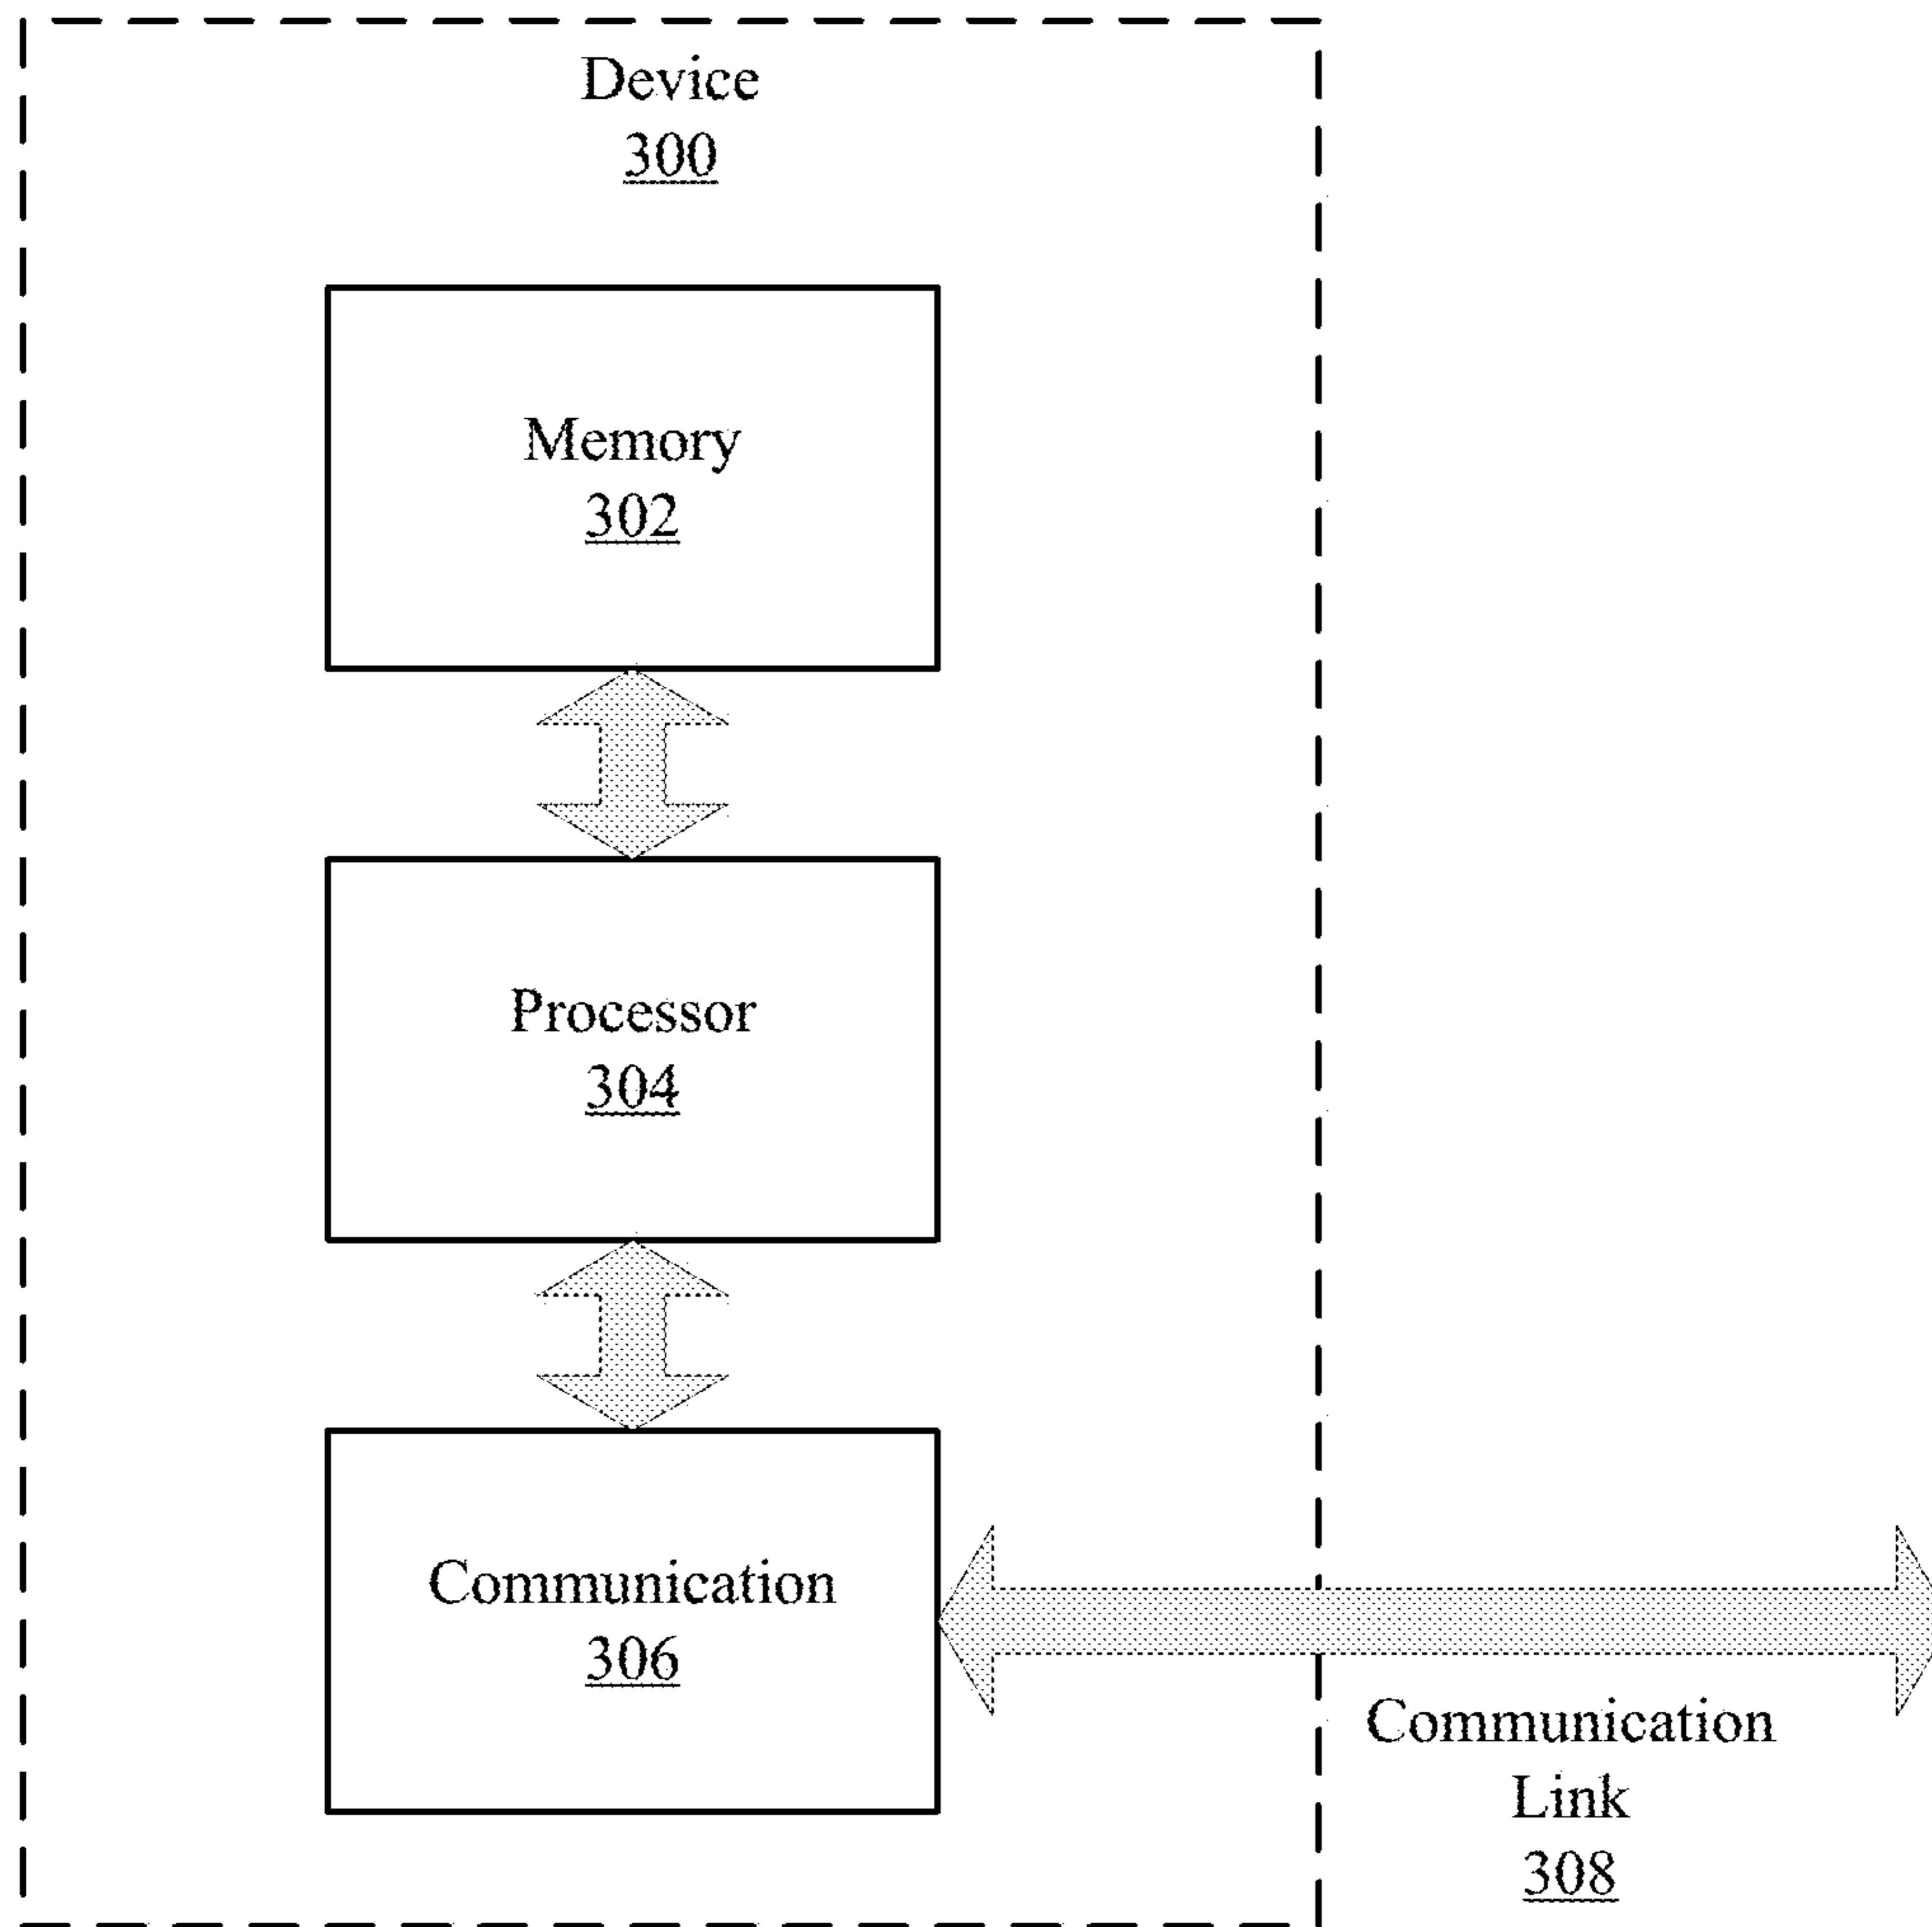 Device
300
Memory
302
Processor
304
Communication
306
Communication
Link
308